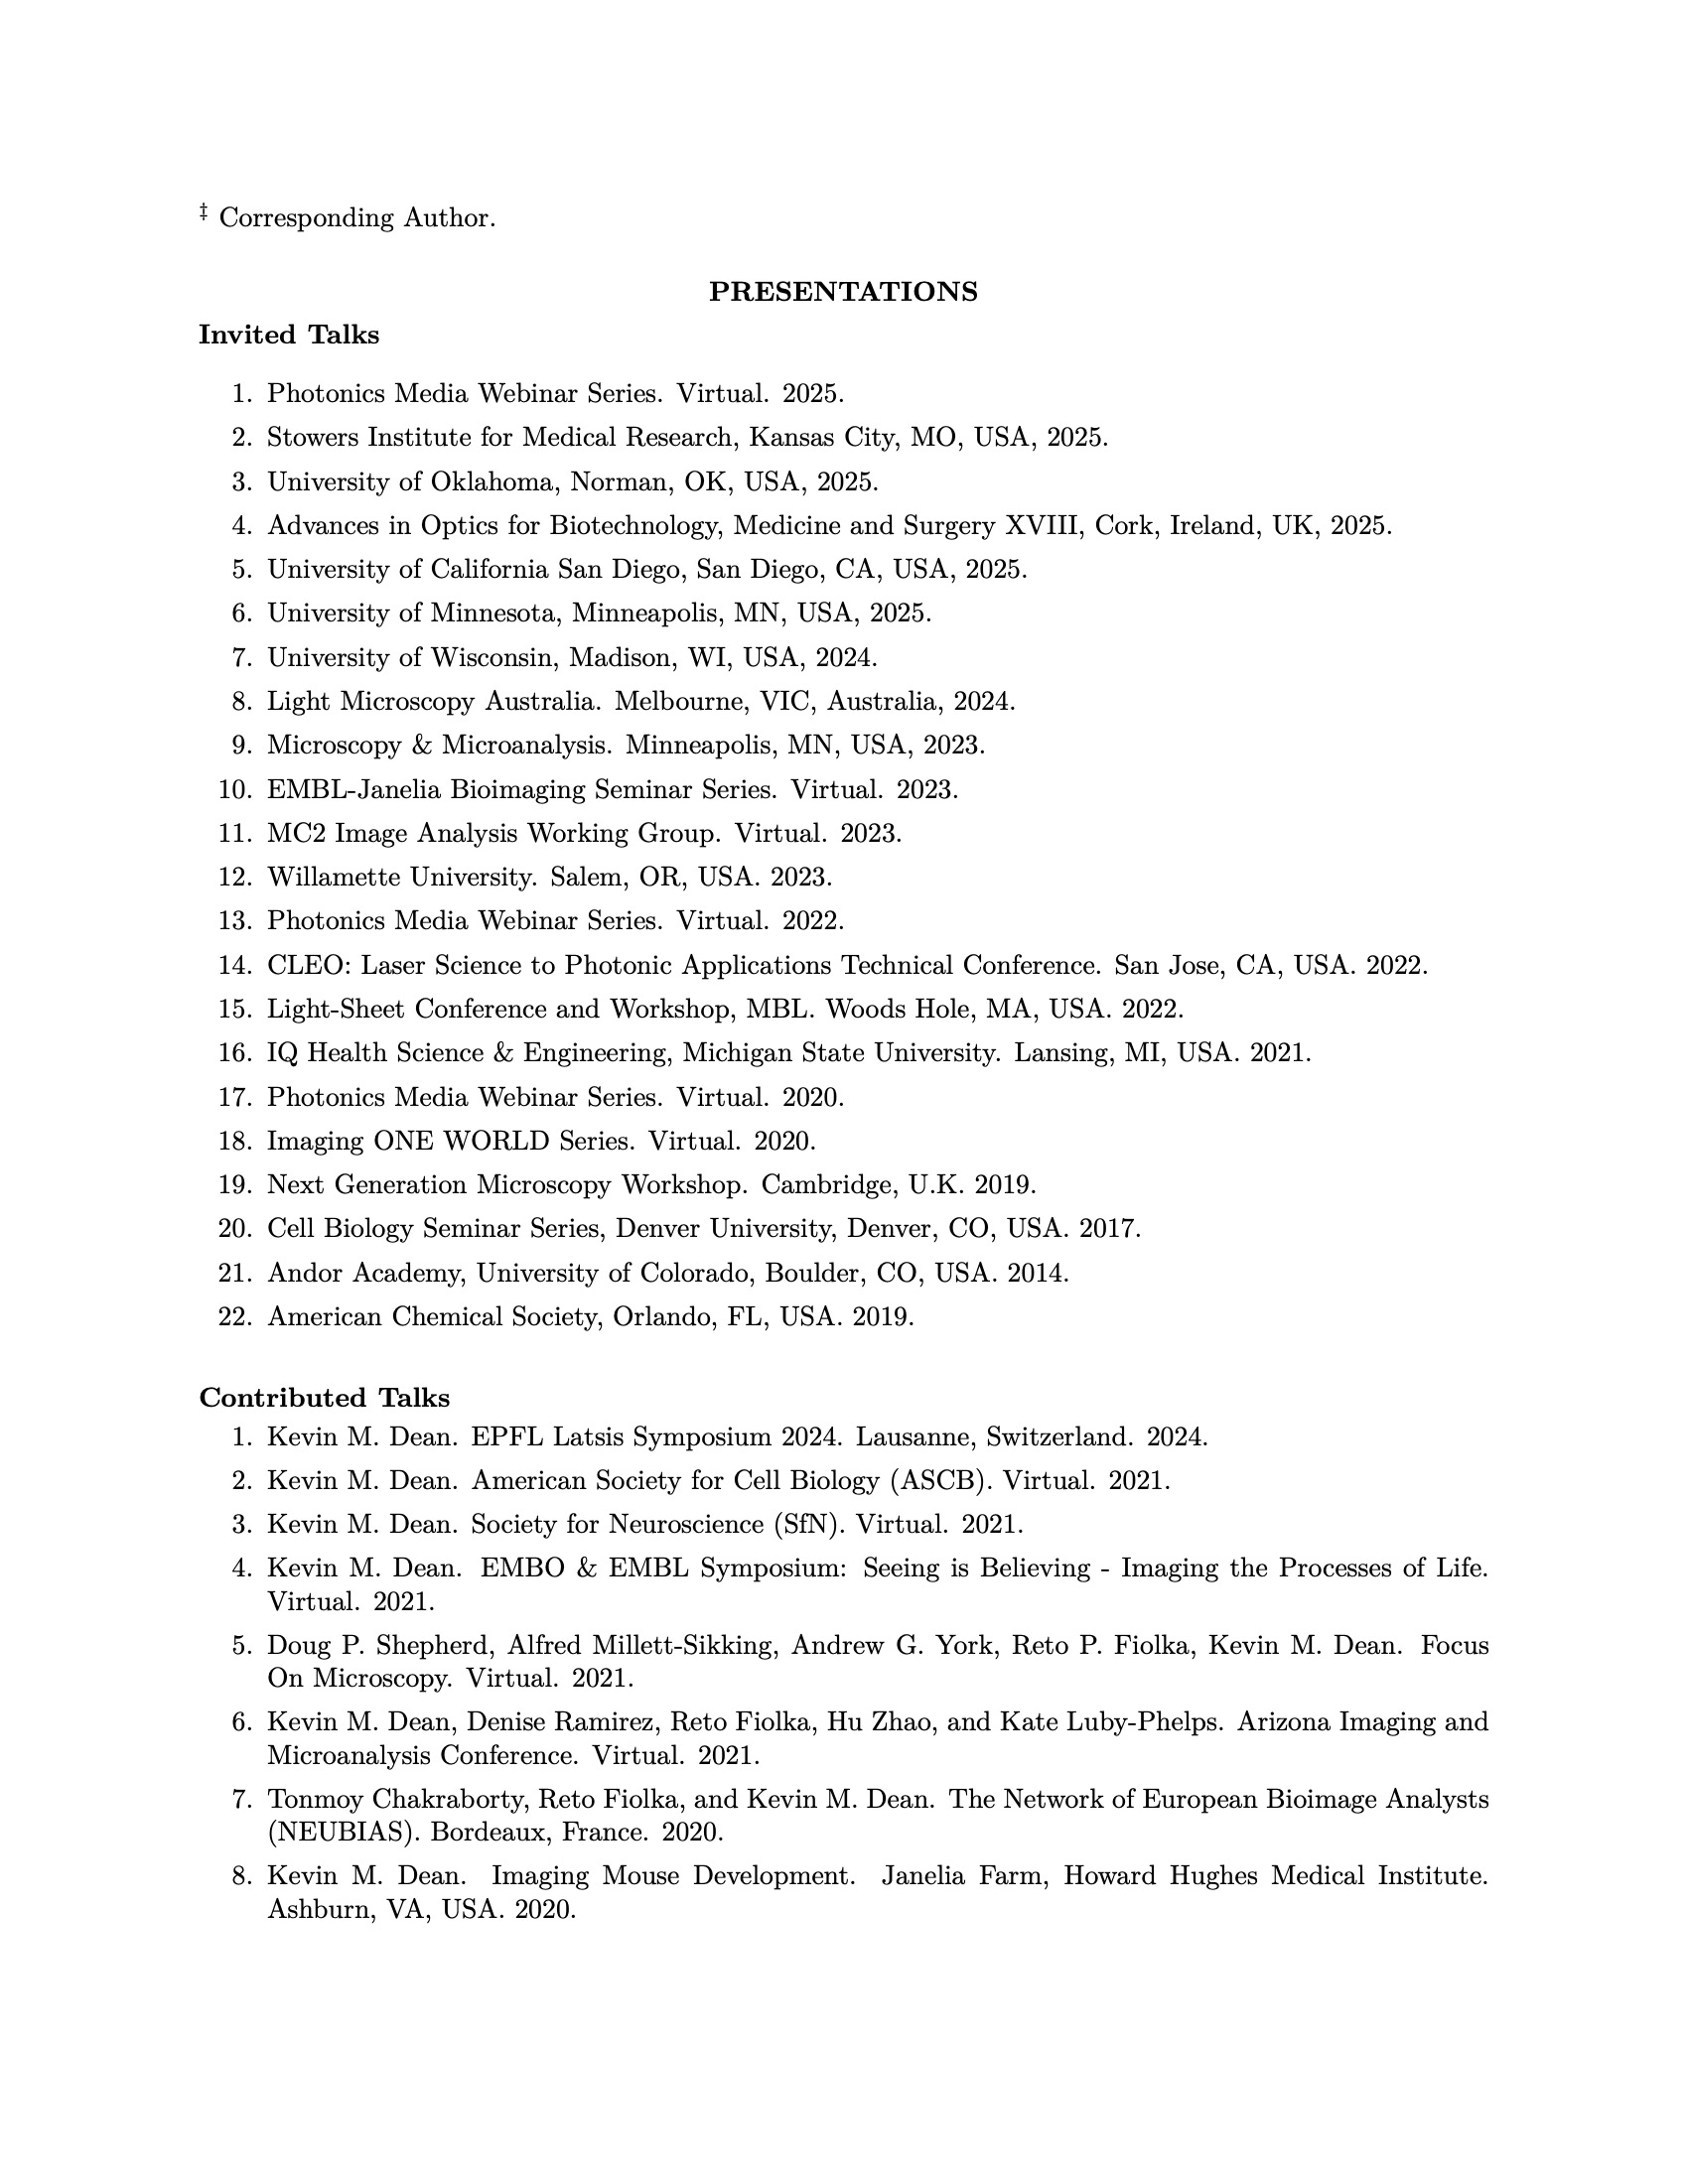 ‡ Corresponding Author.
PRESENTATIONS
Invited Talks
1. Photonics Media Webinar Series. Virtual. 2025.
2. Stowers Institute for Medical Research, Kansas City, MO, USA, 2025.
3. University of Oklahoma, Norman, OK, USA, 2025.
4. Advances in Optics for Biotechnology, Medicine and Surgery XVIII, Cork, Ireland, UK, 2025.
5. University of California San Diego, San Diego, CA, USA, 2025.
6. University of Minnesota, Minneapolis, MN, USA, 2025.
7. University of Wisconsin, Madison, WI, USA, 2024.
8. Light Microscopy Australia. Melbourne, VIC, Australia, 2024.
9. Microscopy & Microanalysis. Minneapolis, MN, USA, 2023.
10. EMBL-Janelia Bioimaging Seminar Series. Virtual. 2023.
11. MC2 Image Analysis Working Group. Virtual. 2023.
12. Willamette University. Salem, OR, USA. 2023.
13. Photonics Media Webinar Series. Virtual. 2022.
14. CLEO: Laser Science to Photonic Applications Technical Conference. San Jose, CA, USA. 2022.
15. Light-Sheet Conference and Workshop, MBL. Woods Hole, MA, USA. 2022.
16. IQ Health Science & Engineering, Michigan State University. Lansing, MI, USA. 2021.
17. Photonics Media Webinar Series. Virtual. 2020.
18. Imaging ONE WORLD Series. Virtual. 2020.
19. Next Generation Microscopy Workshop. Cambridge, U.K. 2019.
20. Cell Biology Seminar Series, Denver University, Denver, CO, USA. 2017.
21. Andor Academy, University of Colorado, Boulder, CO, USA. 2014.
22. American Chemical Society, Orlando, FL, USA. 2019.
Contributed Talks
1. Kevin M. Dean. EPFL Latsis Symposium 2024. Lausanne, Switzerland. 2024.
2. Kevin M. Dean. American Society for Cell Biology (ASCB). Virtual. 2021.
3. Kevin M. Dean. Society for Neuroscience (SfN). Virtual. 2021.
4. Kevin M. Dean. EMBO & EMBL Symposium: Seeing is Believing - Imaging the Processes of Life.
Virtual. 2021.
5. Doug P. Shepherd, Alfred Millett-Sikking, Andrew G. York, Reto P. Fiolka, Kevin M. Dean. Focus
On Microscopy. Virtual. 2021.
6. Kevin M. Dean, Denise Ramirez, Reto Fiolka, Hu Zhao, and Kate Luby-Phelps. Arizona Imaging and
Microanalysis Conference. Virtual. 2021.
7. Tonmoy Chakraborty, Reto Fiolka, and Kevin M. Dean. The Network of European Bioimage Analysts
(NEUBIAS). Bordeaux, France. 2020.
8. Kevin M. Dean. Imaging Mouse Development. Janelia Farm, Howard Hughes Medical Institute.
Ashburn, VA, USA. 2020.